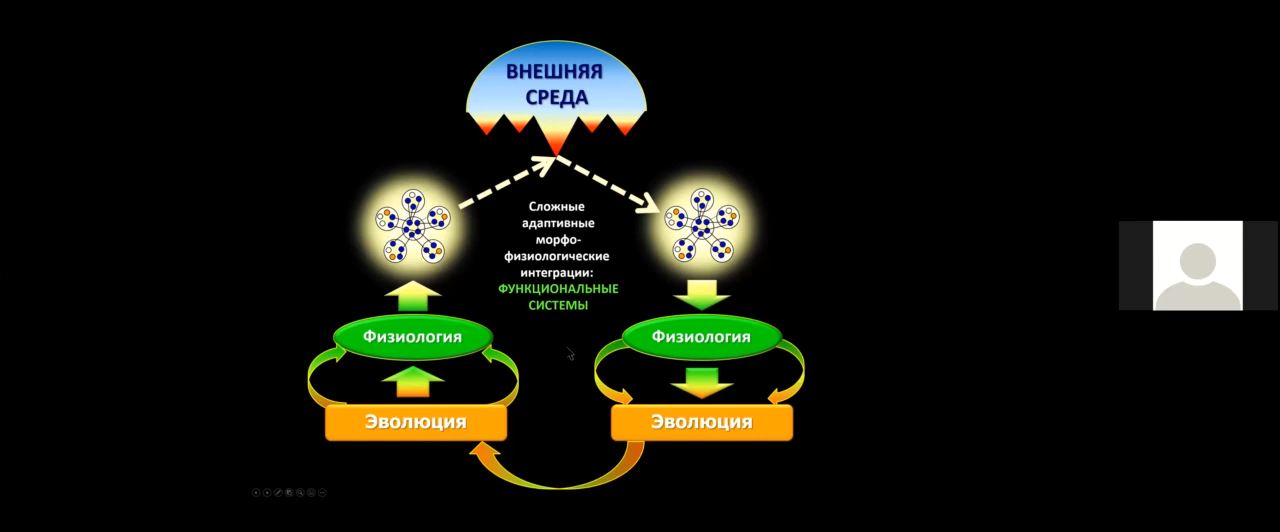 ВНЕШНЯЯ
СРЕДА
Сложные
адаптивные
морфо-
физиологические
интеграции:
ФУНКЦИОНАЛЬНЫЕ
СИСТЕМЫ
Физиология
Физиология
Эволюция
Эволюция